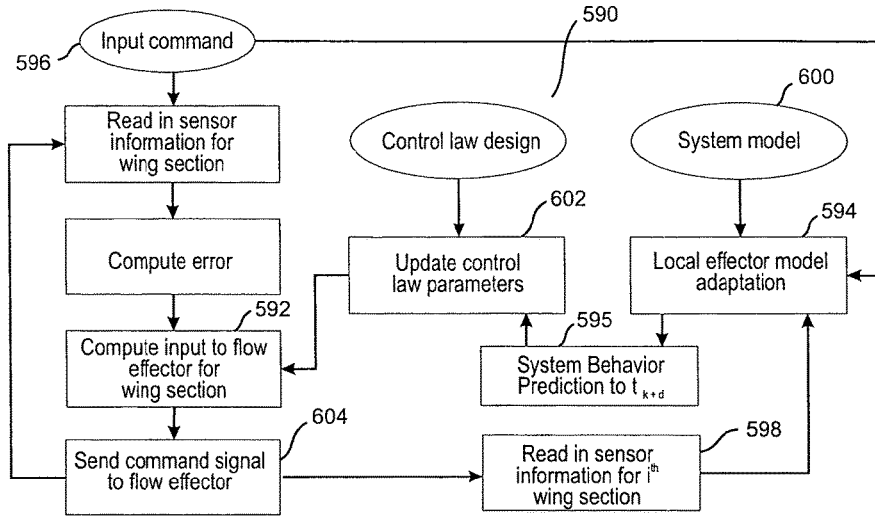 590
Input command
596
600
Read in sensor
information for
wing section
Control law design
System model
602
594
Compute error
Update control
law parameters
Local effector model
adaptation
592
595
Compute input to flow
effector for
wing section
System Behavior
Prediction to t k+d
604
598
Send command signal
to flow effector
Read in sensor
information for ith
wing section